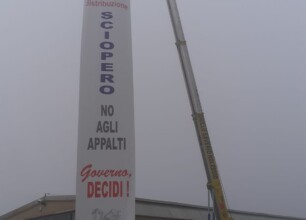 SCIOPERO
NO
AGLI
APPALTI
Governo,
DECIDI !